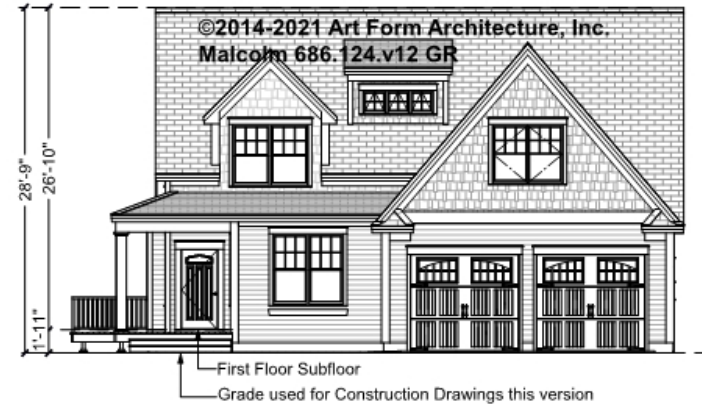 ©2014-2021 Art Form Architecture, Inc.
Malcolm 686.124.v12 GR
28'-9"
26'-10"
1'-11"
First Floor Subfloor
Grade used for Construction Drawings this version